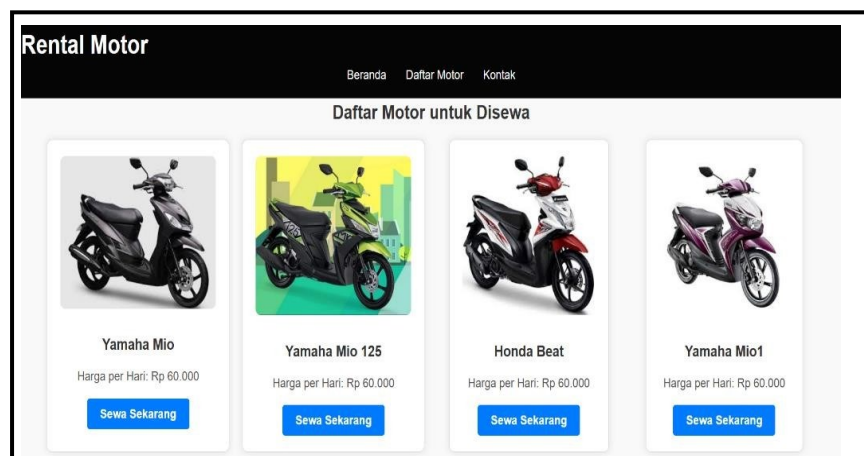 Rental Motor
Beranda Daftar Motor Kontak
Daftar Motor untuk Disewa
Yamaha Mio
Harga per Hari: Rp 60.000
Sewa Sekarang
Yamaha Mio 125
Harga per Hari: Rp 60.000
Sewa Sekarang
Honda Beat
Harga per Hari: Rp 60.000
Sewa Sekarang
Yamaha Mio1
Harga per Hari: Rp 60.000
Sewa Sekarang